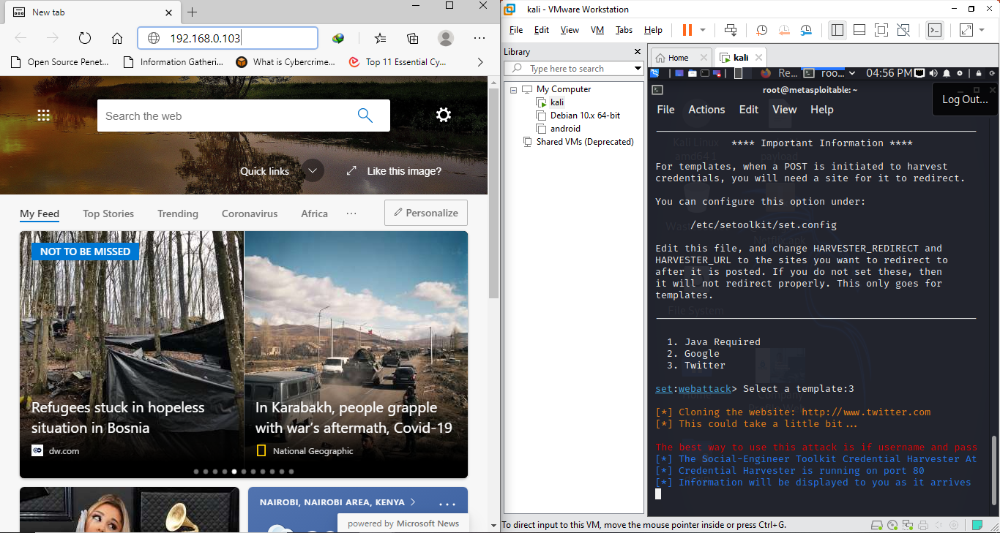 New tab
192.168.0.103
Open Source Penet...
Information Gatheri...
What is Cybercrime...
Top 11 Essential Cy...
Search the web
Quick links
Like this image?
My Feed
Top Stories
Trending
Coronavirus
Africa
Personalize
NOT TO BE MISSED
Refugees stuck in hopeless
situation in Bosnia
dw.com
In Karabakh, people grapple
with war's aftermath, Covid-19
National Geographic
NAIROBI, NAIROBI AREA, KENYA
powered by Microsoft News
kali - VMware Workstation
File Edit View VM Tabs Help
Library
Type here to search
My Computer
kali
Debian 10.x 64-bit
android
Shared VMs (Deprecated)
Home
kali
Re...
roo...
04:56 PM
root@metasploitable: ~
Log Out...
File Actions Edit View Help
**** Important Information ****
For templates, when a POST is initiated to harvest
credentials, you will need a site for it to redirect.
You can configure this option under:
/etc/setoolkit/set.config
Edit this file, and change HARVESTER_REDIRECT and
HARVESTER_URL to the sites you want to redirect to
after it is posted. If you do not set these, then
it will not redirect properly. This only goes for
templates.
File System
1. Java Required
2. Google
3. Twitter
set:webattack> Select a template:3
[*] Cloning the website: http://www.twitter.com
[*] This could take a little bit...
The best way to use this attack is if username and pass
[*] The Social-Engineer Toolkit Credential Harvester At
[*] Credential Harvester is running on port 80
[*] Information will be displayed to you as it arrives
To direct input to this VM, move the mouse pointer inside or press Ctrl+G.